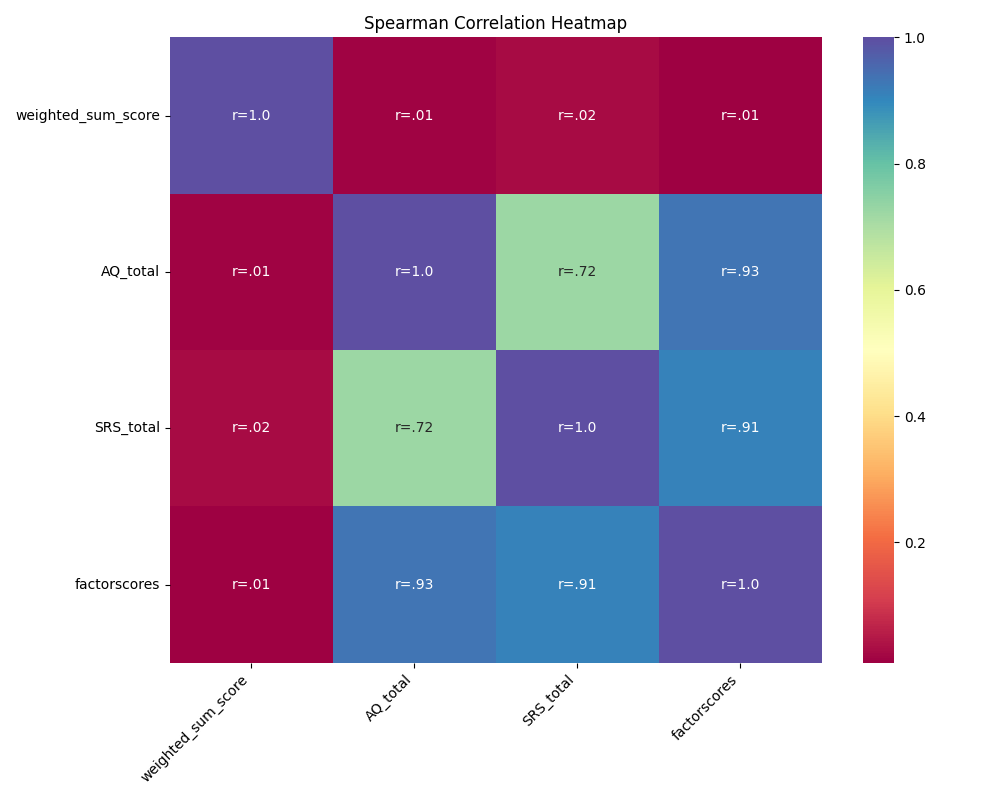 Spearman Correlation Heatmap
weighted_sum_score
r=1.0
r=.01
r=.02
r=.01
AQ_total
r=.01
r=1.0
r=.72
r=.93
SRS_total
r=.02
r=.72
r=1.0
r=.91
factorscores
r=.01
r=.93
r=.91
r=1.0
weighted_sum_score
AQ_total
SRS_total
factorscores
1.0
0.8
0.6
0.4
0.2